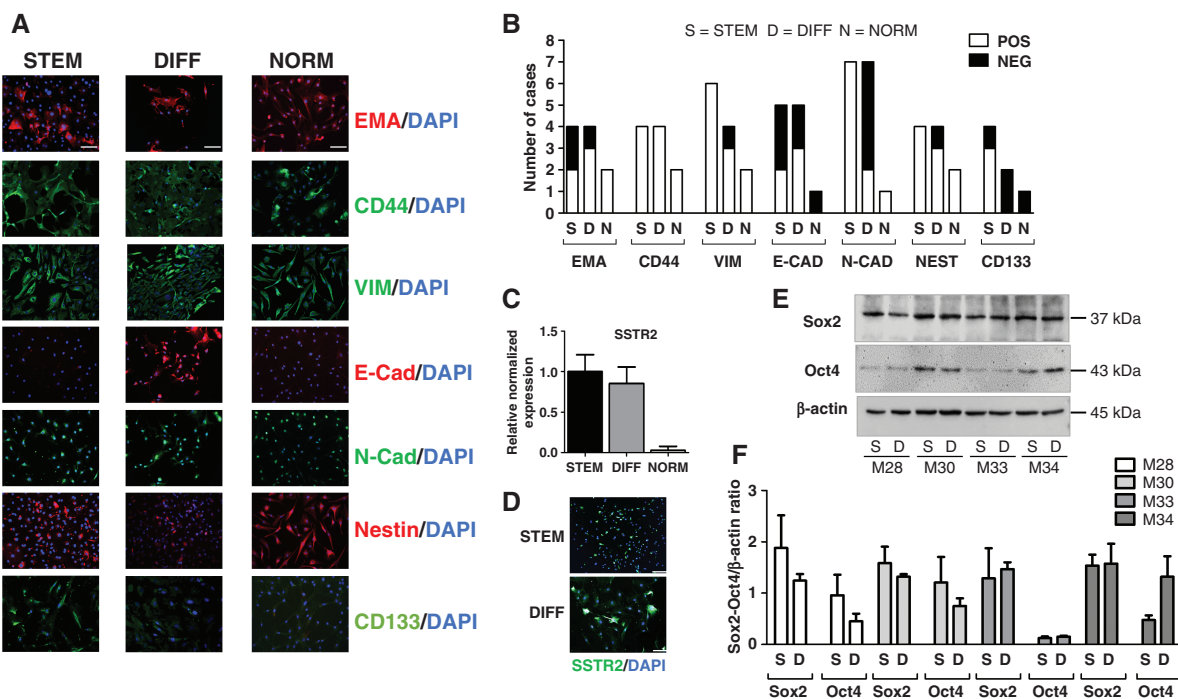 A
STEM DIFF NORM
EMA/DAPI
CD44/DAPI
VIM/DAPI
E-Cad/DAPI
N-Cad/DAPI
Nestin/DAPI
CD133/DAPI
B
S = STEM D = DIFF N = NORM
POS
NEG
Number of cases
8
7
6
5
4
3
2
1
0
S D N S D N S D N S D N S D N S D N S D N
EMA CD44 VIM E-CAD N-CAD NEST CD133
C
SSTR2
Relative normalized
expression
1.5
1.0
0.5
0.0
STEM DIFF NORM
D
STEM
DIFF
SSTR2/DAPI
E
Sox2
37 kDa
Oct4
43 kDa
β-actin
45 kDa
S D S D S D S D
M28 M30 M33 M34
F
M28
M30
M33
M34
Sox2-Oct4/β-actin ratio
3
2
1
0
S D S D S D S D S D S D S D S D
Sox2 Oct4 Sox2 Oct4 Sox2 Oct4 Sox2 Oct4